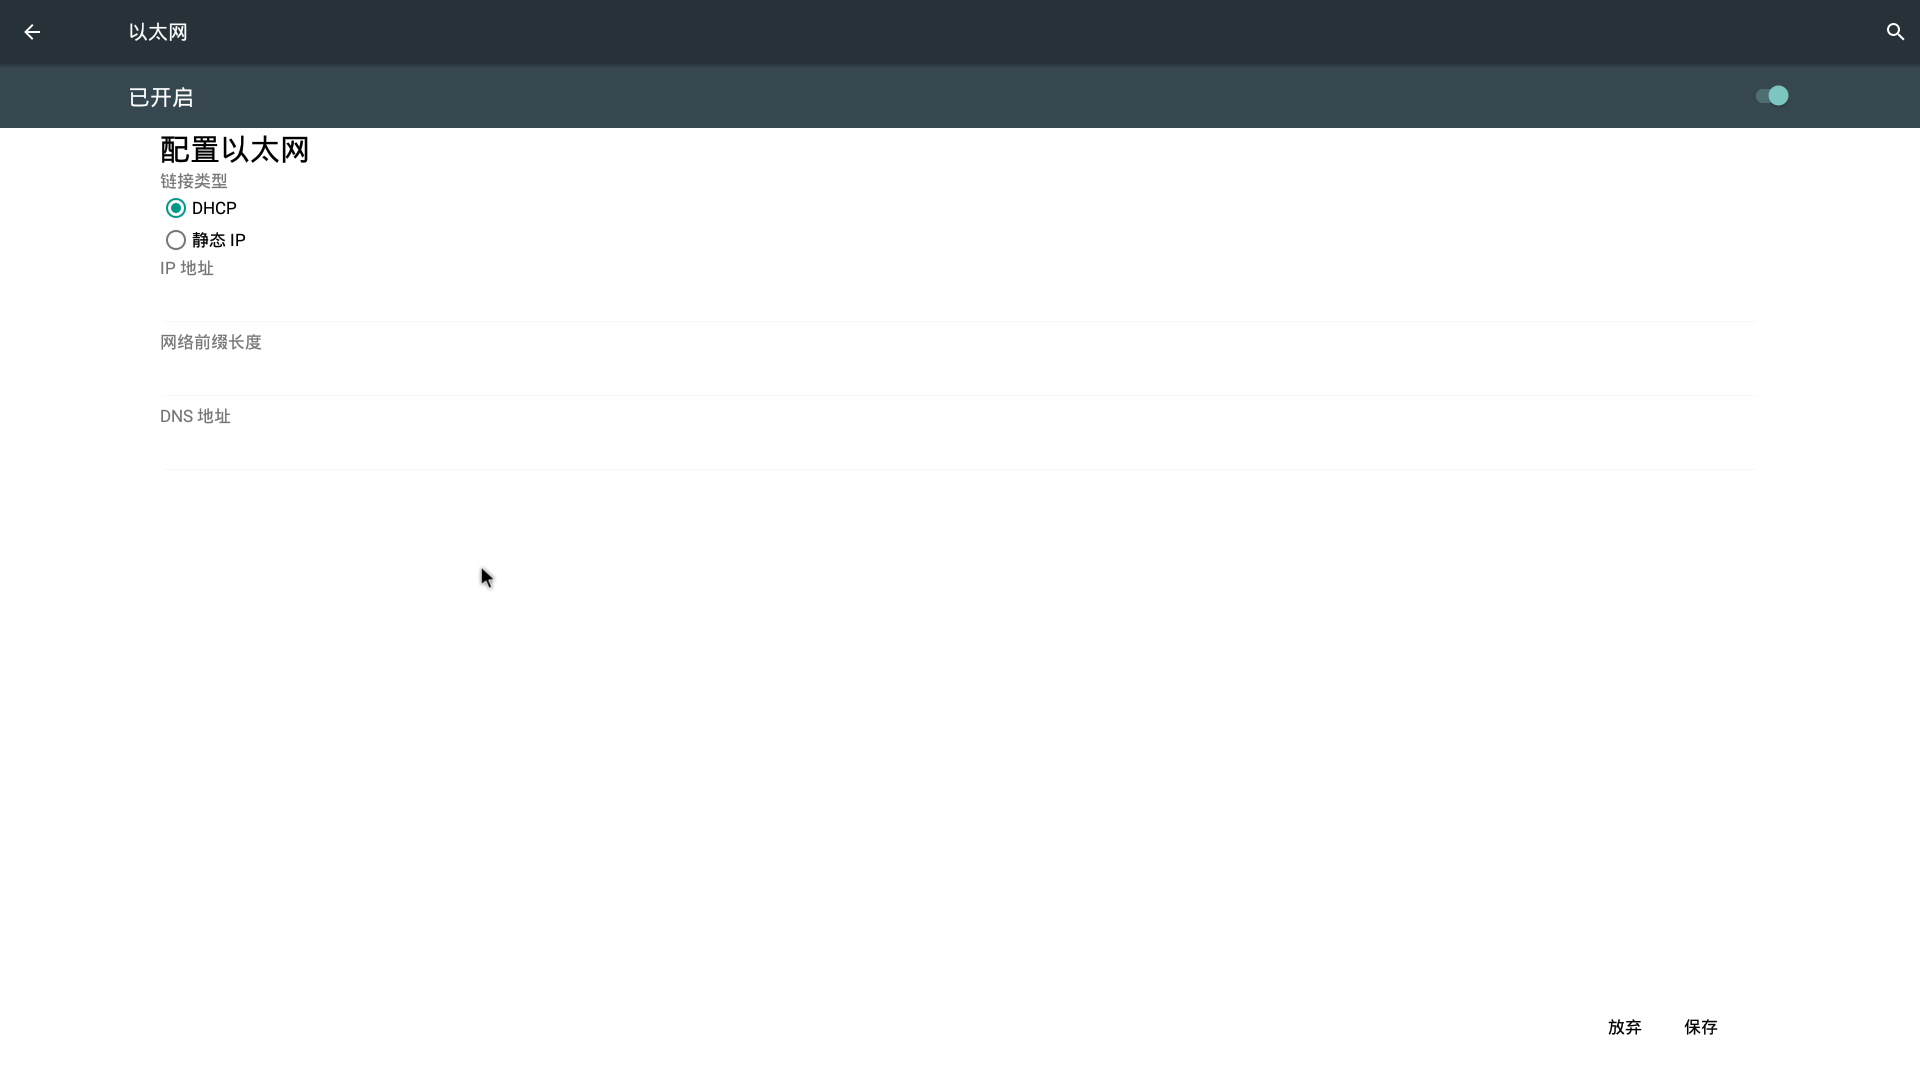 以太网
已开启
配置以太网
链接类型
DHCP
静态 IP
IP 地址
网络前缀长度
DNS 地址
放弃 保存